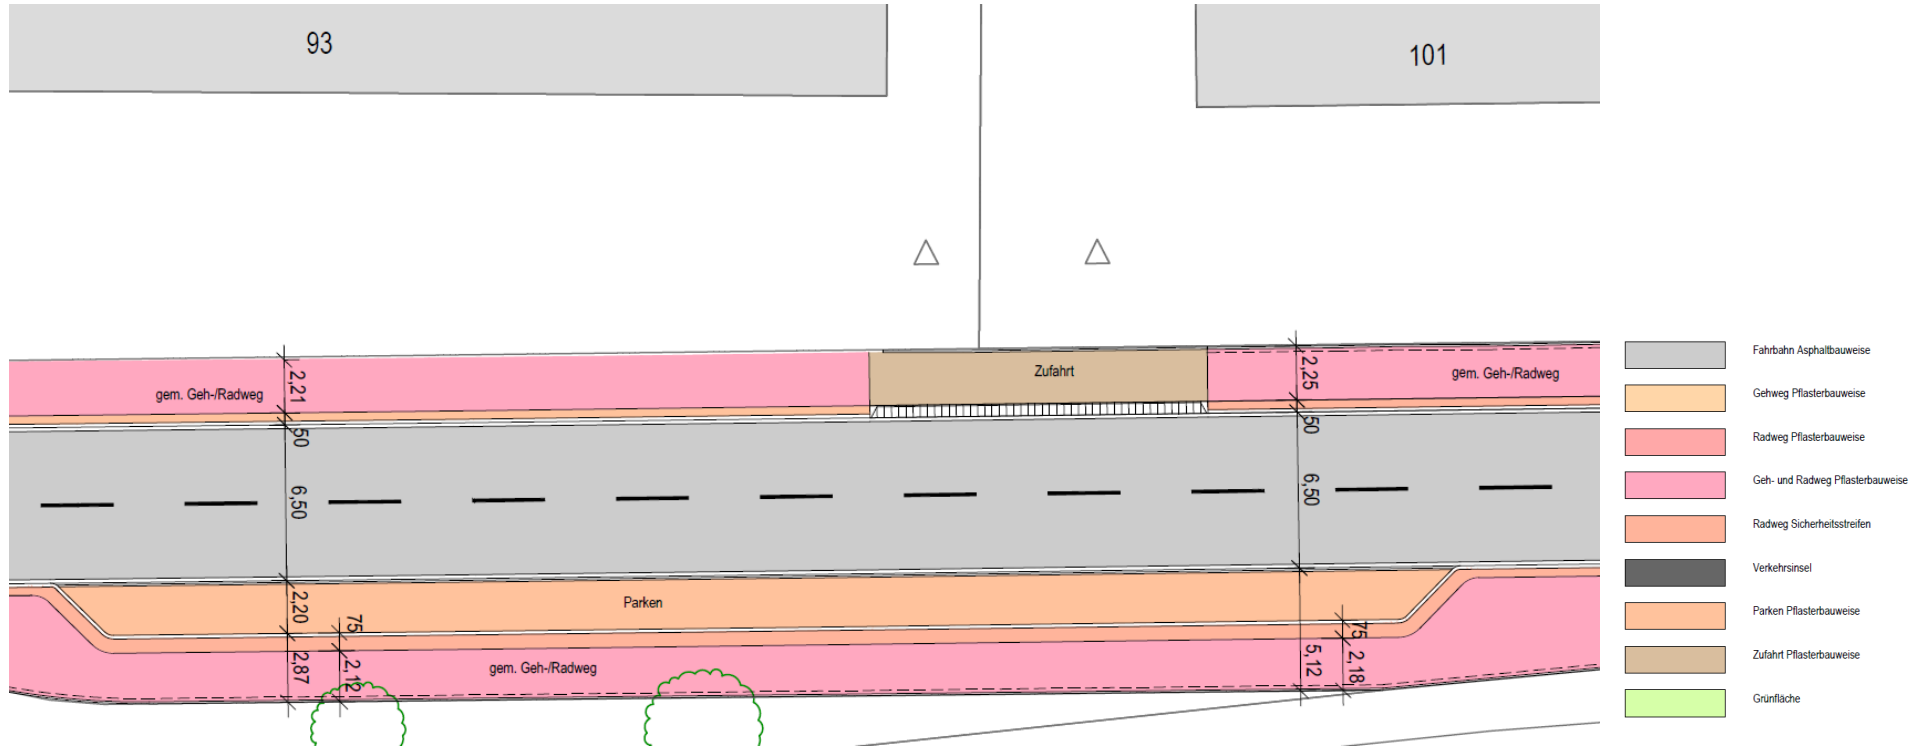 93
101
Zufahrt
gem. Geh-/Radweg
2,21
50
6,50
2,25
50
6,50
gem. Geh-/Radweg
Parken
2,20
75
2,87
2,12
gem. Geh-/Radweg
75
5,12
2,18
Fahrbahn Asphaltbauweise
Gehweg Pflasterbauweise
Radweg Pflasterbauweise
Geh- und Radweg Pflasterbauweise
Radweg Sicherheitsstreifen
Verkehrsinsel
Parken Pflasterbauweise
Zufahrt Pflasterbauweise
Grünfläche